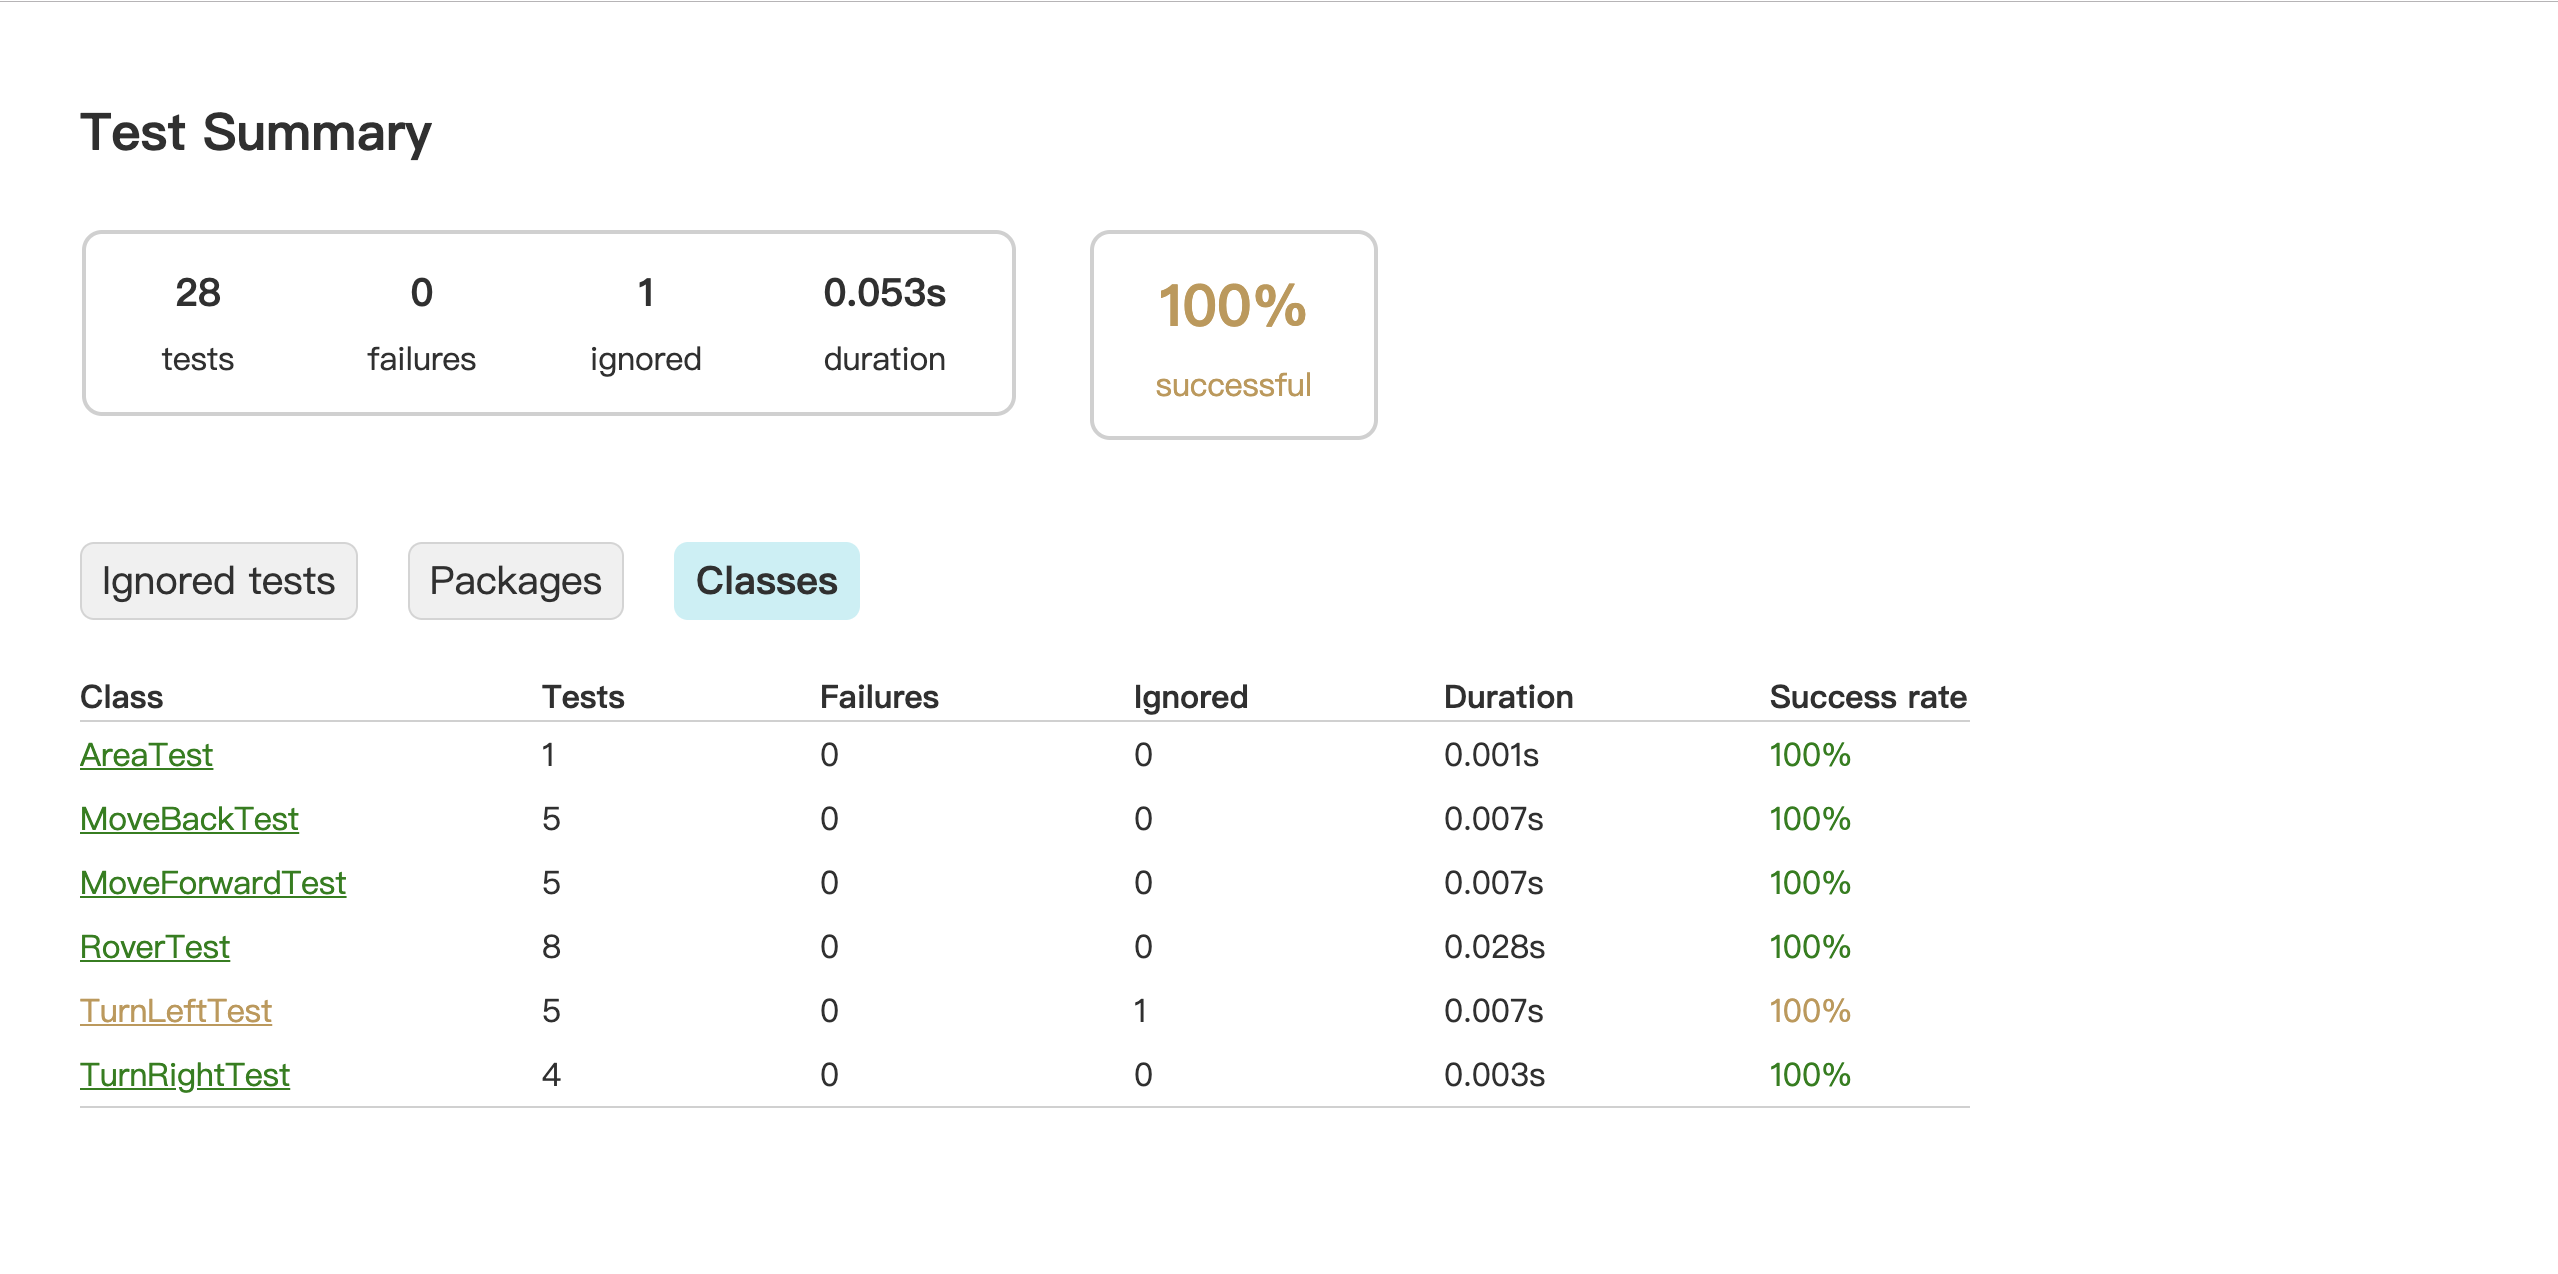 Test Summary
28 0 1 0.053s
100%
tests failures ignored duration
successful
Ignored tests Packages Classes
Class Tests Failures Ignored Duration Success rate
AreaTest 1 0 0 0.001s 100%
MoveBackTest 5 0 0 0.007s 100%
MoveForwardTest 5 0 0 0.007s 100%
RoverTest 8 0 0 0.028s 100%
TurnLeftTest 5 0 1 0.007s 100%
TurnRightTest 4 0 0 0.003s 100%